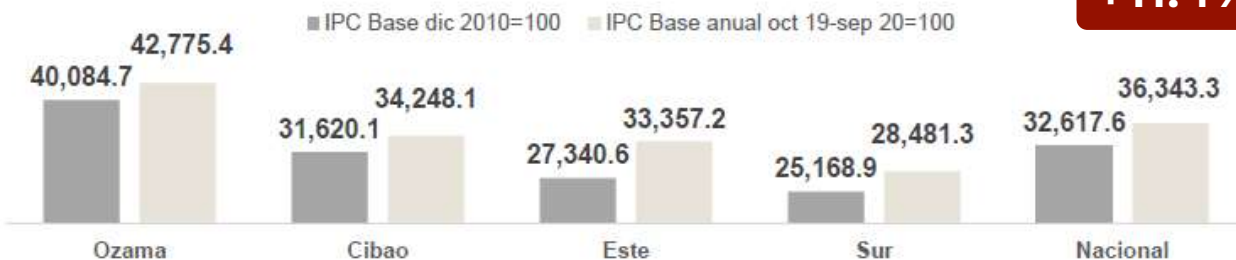 IPC Base dic 2010=100 IPC Base anual oct 19-sep 20=100
40,084.7 42,775.4
31,620.1 34,248.1
27,340.6 33,357.2
25,168.9 28,481.3
32,617.6 36,343.3
Ozama Cibao Este Sur Nacional